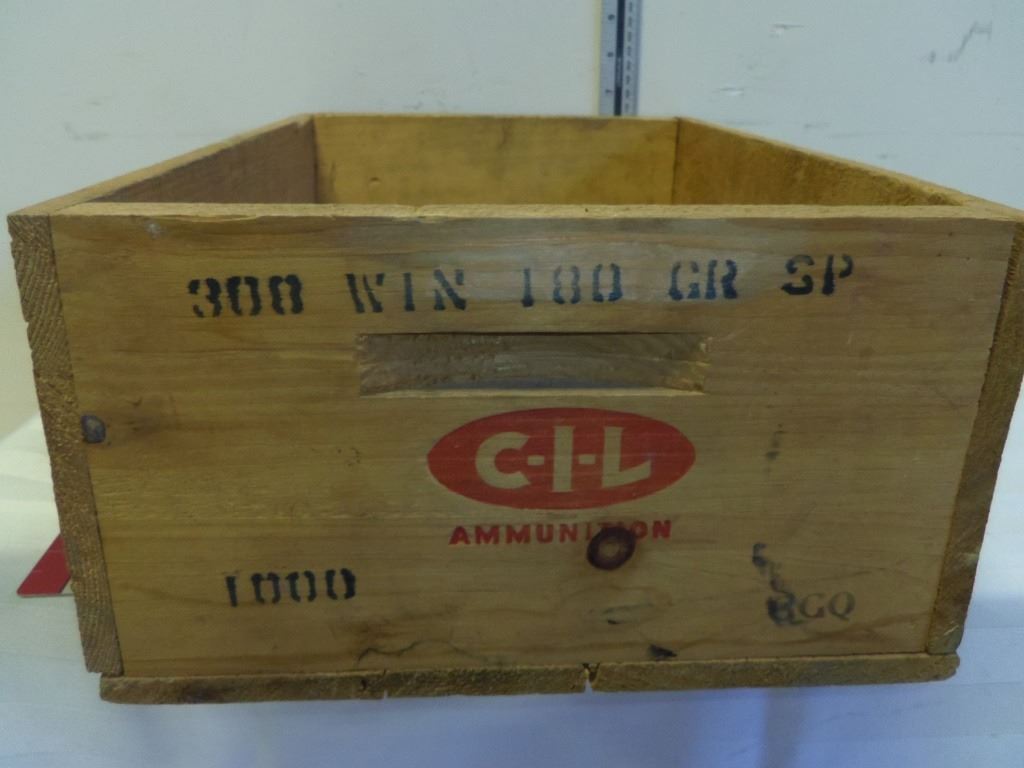 300 WIN 180 GR SP
C-I-L
AMMUNITION
1000